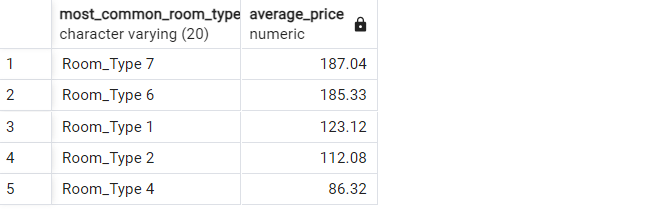 most_common_room_type average_price
character varying (20) numeric
1 Room_Type 7 187.04
2 Room_Type 6 185.33
3 Room_Type 1 123.12
4 Room_Type 2 112.08
5 Room_Type 4 86.32